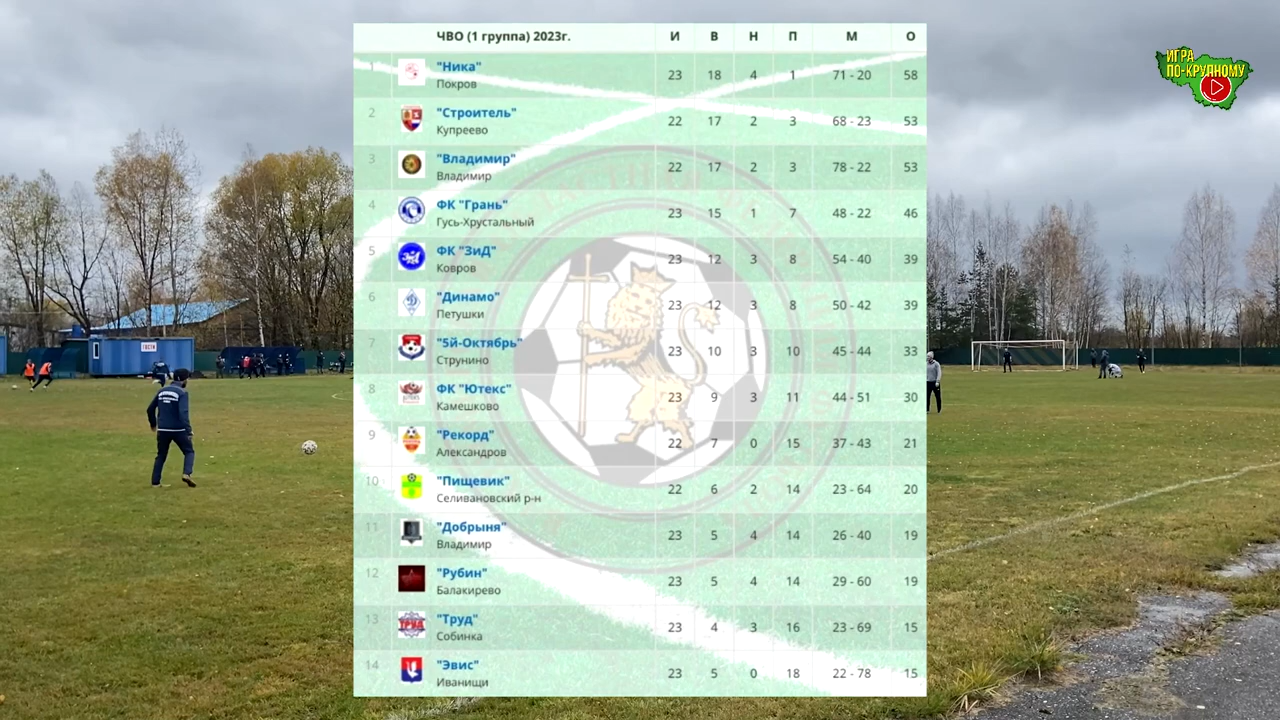 ЧВО (1 группа) 2023г. И В Н П М О
1 "Ника" 23 18 4 1 71 - 20 58
Покров
2 "Строитель" 22 17 2 3 68 - 23 53
Купреево
3 "Владимир" 22 17 2 3 78 - 22 53
Владимир
4 ФК "Грань" 23 15 1 7 48 - 22 46
Гусь-Хрустальный
5 ФК "ЗиД" 23 12 3 8 54 - 40 39
Ковров
6 "Динамо" 23 12 3 8 50 - 42 39
Петушки
7 "5й-Октябрь" 23 10 3 10 45 - 44 33
Струнино
8 ФК "Ютекс" 23 9 3 11 44 - 51 30
Камешково
9 "Рекорд" 22 7 0 15 37 - 43 21
Александров
10 "Пищевик" 22 6 2 14 23 - 64 20
Селивановский р-н
11 "Добрыня" 23 5 4 14 26 - 40 19
Владимир
12 "Рубин" 23 5 4 14 29 - 60 19
Балакирево
13 ТРУД "Труд" 23 4 3 16 23 - 69 15
Собинка
14 "Эвис" 23 5 0 18 22 - 78 15
Иванищи
ИГРА
ПО-КРУПНОМУ
ГОСТИ